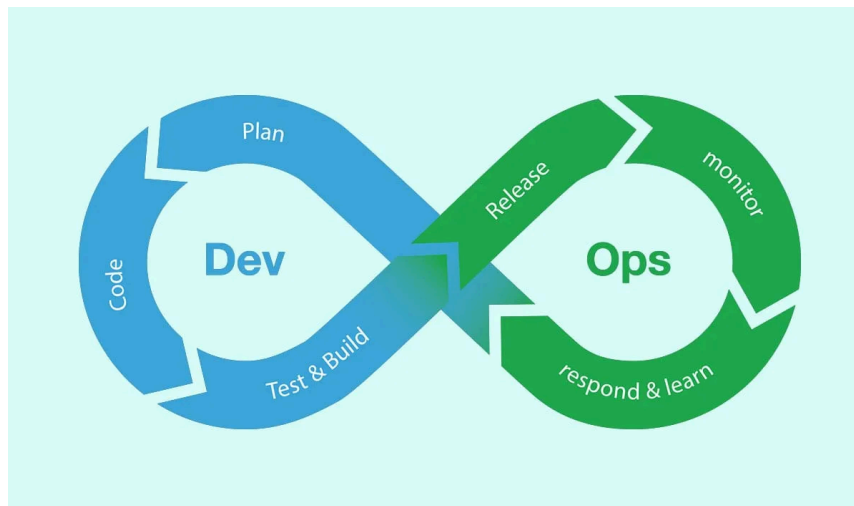 Plan
Code
Dev
Test & Build
Release
monitor
Ops
respond & learn